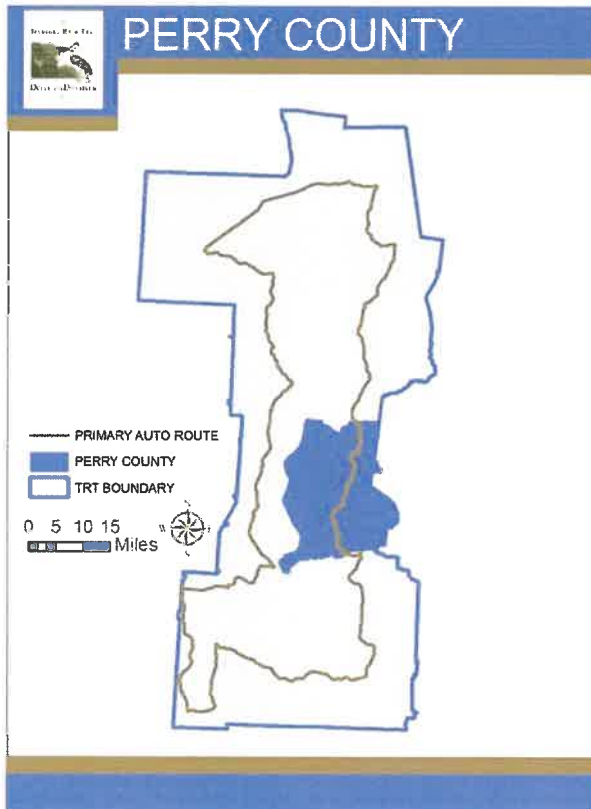 PERRY COUNTY
PRIMARY AUTO ROUTE
PERRY COUNTY
TRT BOUNDARY
0 5 10 15
Miles